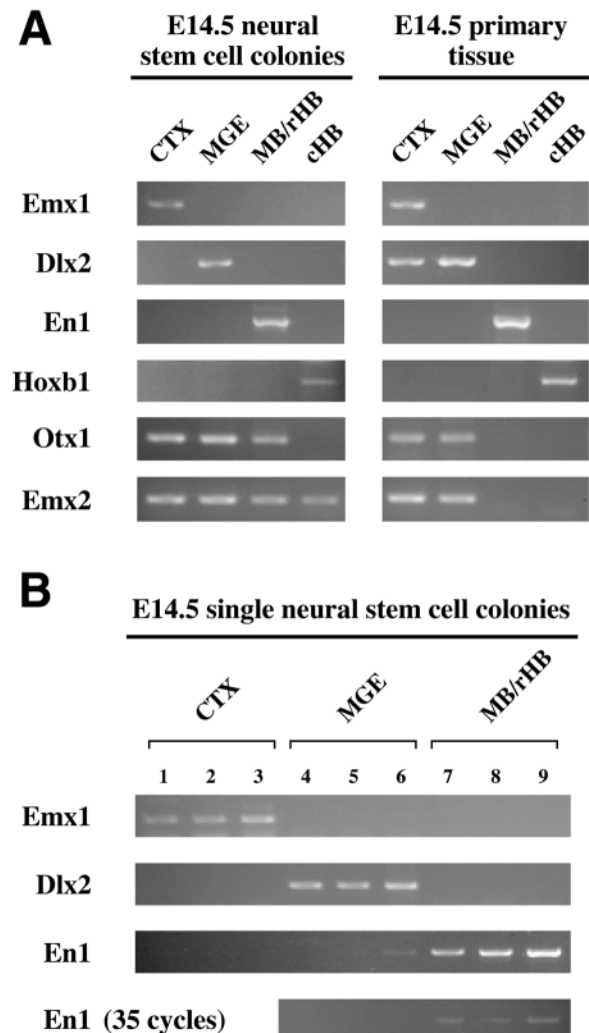 A
E14.5 neural
stem cell colonies
E14.5 primary
tissue
CTX MGE MB/rHB cHB CTX MGE MB/rHB cHB
Emx1
Dlx2
En1
Hoxb1
Otx1
Emx2
B
E14.5 single neural stem cell colonies
CTX MGE MB/rHB
1 2 3 4 5 6 7 8 9
Emx1
Dlx2
En1
En1 (35 cycles)